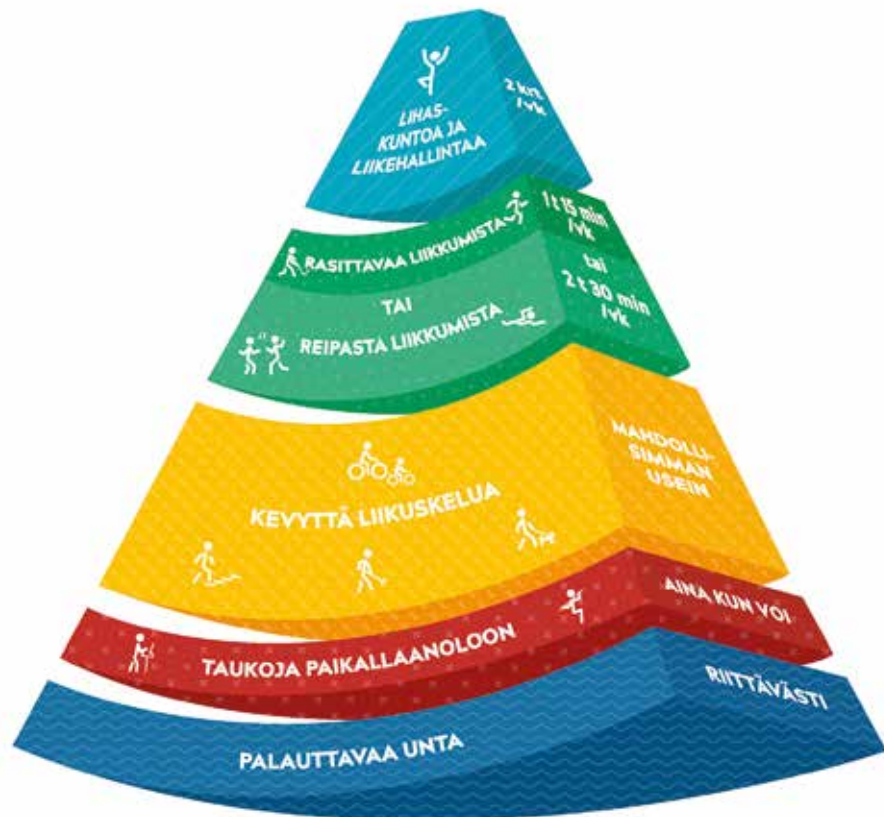 LIHAS-
KUNTOA JA
LIIKEHALLINTAA
2 krt
/vk
RASITTAVAA LIIKKUMISTA
1 t 15 min
/vk
TAI
tai
REIPASTA LIIKKUMISTA
2 t 30 min
/vk
KEVYTTÄ LIIKUSKELUA
MAHDOLLI-
SIMMAN
USEIN
TAUKOJA PAIKALLAANOLOON
AINA KUN VOI
PALAUTTAVAA UNTA
RIITTÄVÄSTI